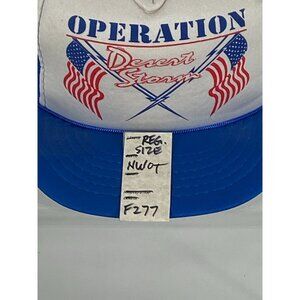 OPERATION
Desert
Storm
REG.
SIZE
NWOT
F277